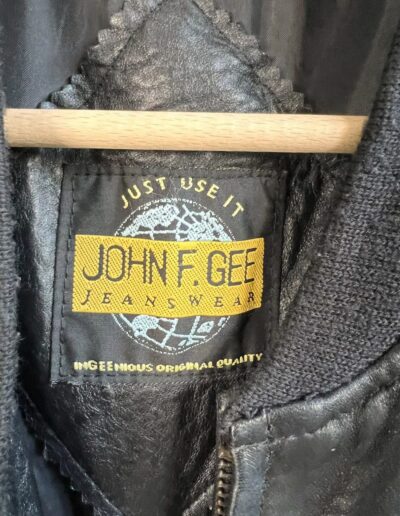 JUST USE IT
JOHN F. GEE
JEANSWEAR
INGEENIOUS ORIGINAL QUALITY